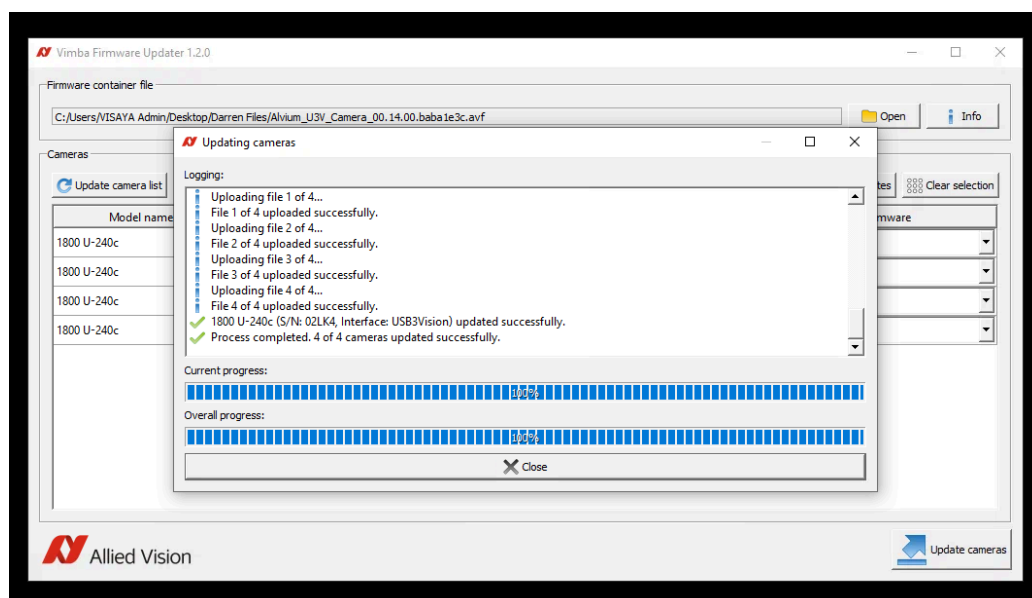 Vimba Firmware Updater 1.2.0
Firmware container file
C:/Users/VISAYA Admin/Desktop/Darren Files/Alvium_U3V_Camera_00.14.00.baba1e3c.avf
Open
Info
Updating cameras
Cameras
Logging:
Update camera list
tes
Clear selection
Uploading file 1 of 4...
File 1 of 4 uploaded successfully.
Uploading file 2 of 4...
File 2 of 4 uploaded successfully.
Uploading file 3 of 4...
File 3 of 4 uploaded successfully.
Uploading file 4 of 4...
File 4 of 4 uploaded successfully.
1800 U-240c (S/N: 02LK4, Interface: USB3Vision) updated successfully.
Process completed. 4 of 4 cameras updated successfully.
Model name
mware
1800 U-240c
1800 U-240c
1800 U-240c
1800 U-240c
Current progress:
100%
Overall progress:
100%
Close
Allied Vision
Update cameras